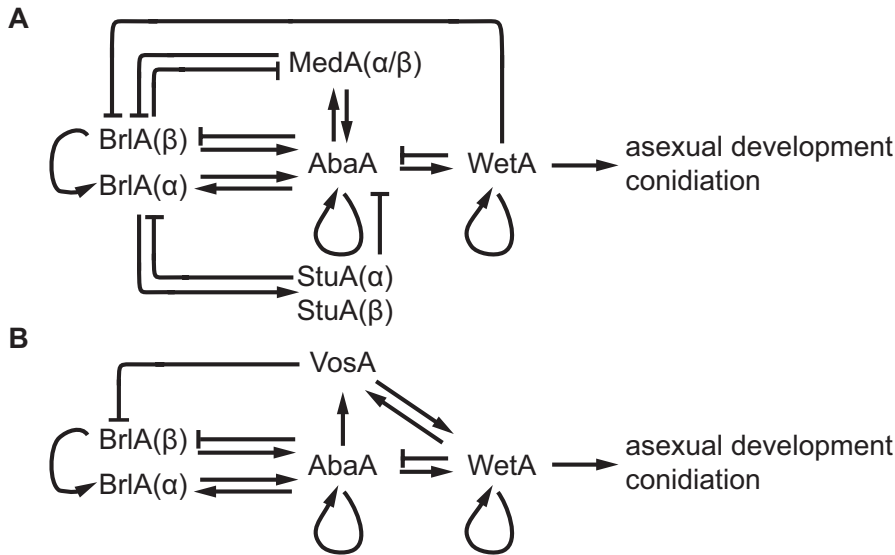 A
MedA(α/β)
BrlA(β)
AbaA
WetA
asexual development
conidiation
BrlA(α)
StuA(α)
StuA(β)
B
VosA
BrlA(β)
AbaA
WetA
asexual development
conidiation
BrlA(α)